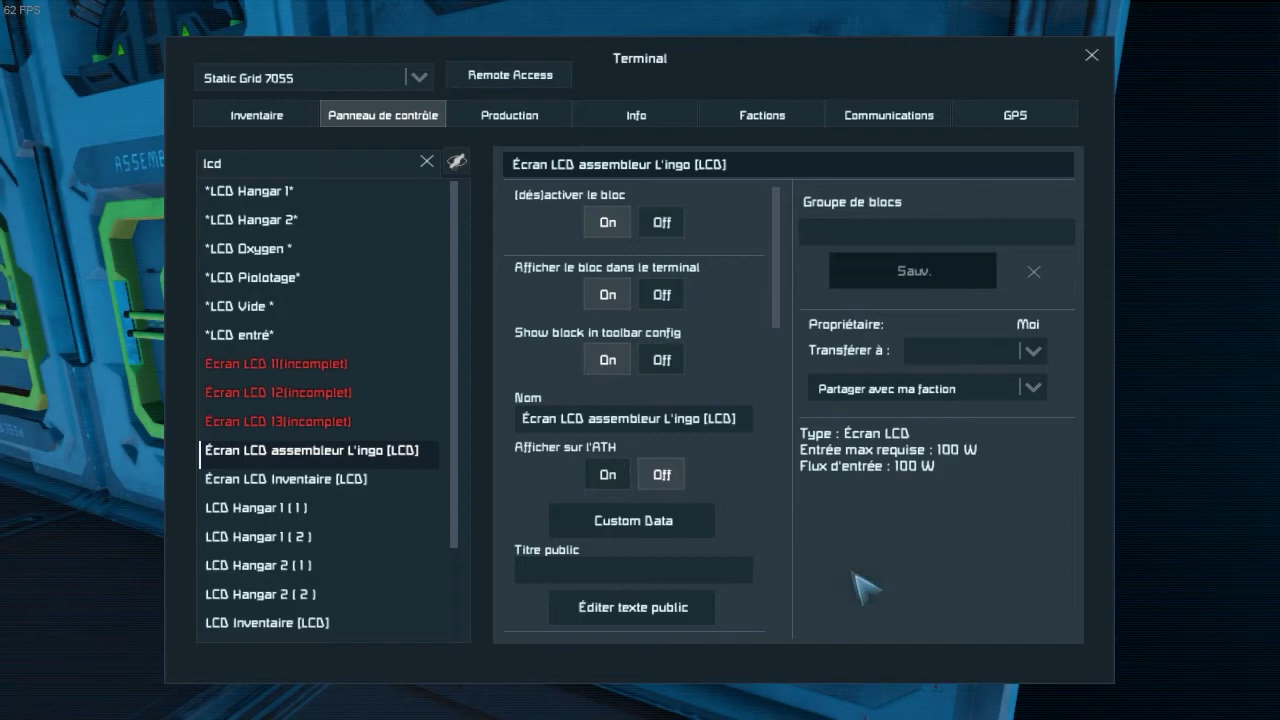 62 FPS
Terminal
Static Grid 7055
Remote Access
Inventaire
Panneau de contrôle
Production
Info
Factions
Communications
GPS
lcd
*LCD Hangar 1*
*LCD Hangar 2*
*LCD Oxygen *
*LCD Piolotage*
*LCD Vide *
*LCD entré*
Écran LCD 11(incomplet)
Écran LCD 12(incomplet)
Écran LCD 13(incomplet)
Écran LCD assembleur L'ingo [LCD]
Écran LCD Inventaire [LCD]
LCD Hangar 1 ( 1 )
LCD Hangar 1 ( 2 )
LCD Hangar 2 ( 1 )
LCD Hangar 2 ( 2 )
LCD Inventaire [LCD]
Écran LCD assembleur L'ingo [LCD]
(dés)activer le bloc
On Off
Afficher le bloc dans le terminal
On Off
Show block in toolbar config
On Off
Nom
Écran LCD assembleur L'ingo [LCD]
Afficher sur l'ATH
On Off
Custom Data
Titre public
Éditer texte public
Groupe de blocs
Sauv.
Propriétaire: Moi
Transférer à :
Partager avec ma faction
Type : Écran LCD
Entrée max requise : 100 W
Flux d'entrée : 100 W
ASSEMB